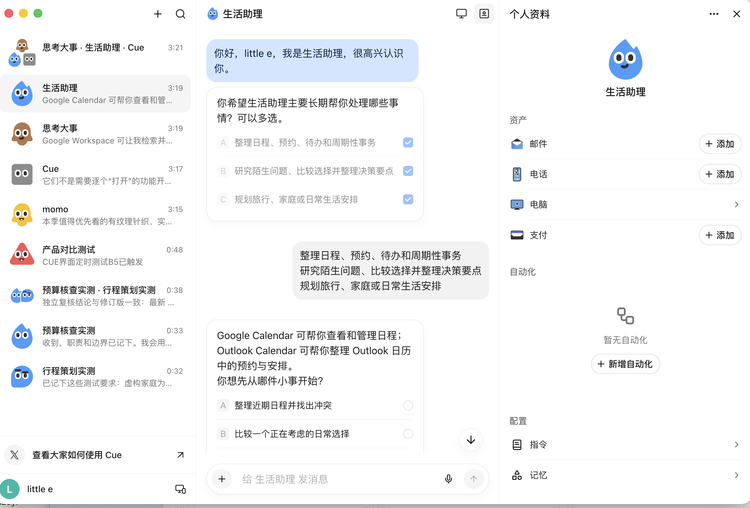 思考大事 · 生活助理 · Cue
3:21
生活助理
3:19
Google Calendar 可帮你查看和管...
思考大事
3:19
Google Workspace 可让我检索并...
Cue
3:17
它们不是需要逐个"打开"的功能开...
momo
3:15
本季值得优先看的有纹理针织、实...
产品对比测试
0:48
CUE界面定时测试B5已触发
预算核查实测 · 行程策划实测
0:38
独立复核结论与修订版一致：最新 ...
预算核查实测
0:33
收到，职责和边界已记下。我会用...
行程策划实测
0:32
已记下这些测试要求：虚构家庭为...
查看大家如何使用 Cue
L
little e
生活助理
你好，little e，我是生活助理，很高兴认识
你。
你希望生活助理主要长期帮你处理哪些事
情？可以多选。
A 整理日程、预约、待办和周期性事务
B 研究陌生问题、比较选择并整理决策要点
C 规划旅行、家庭或日常生活安排
整理日程、预约、待办和周期性事务
研究陌生问题、比较选择并整理决策要点
规划旅行、家庭或日常生活安排
Google Calendar 可帮你查看和管理日程；
Outlook Calendar 可帮你整理 Outlook 日历
中的预约与安排。
你想先从哪件小事开始？
A 整理近期日程并找出冲突
B 比较一个正在考虑的日常选择
给 生活助理 发消息
个人资料
生活助理
资产
邮件
添加
电话
添加
电脑
支付
添加
自动化
暂无自动化
新增自动化
配置
指令
记忆